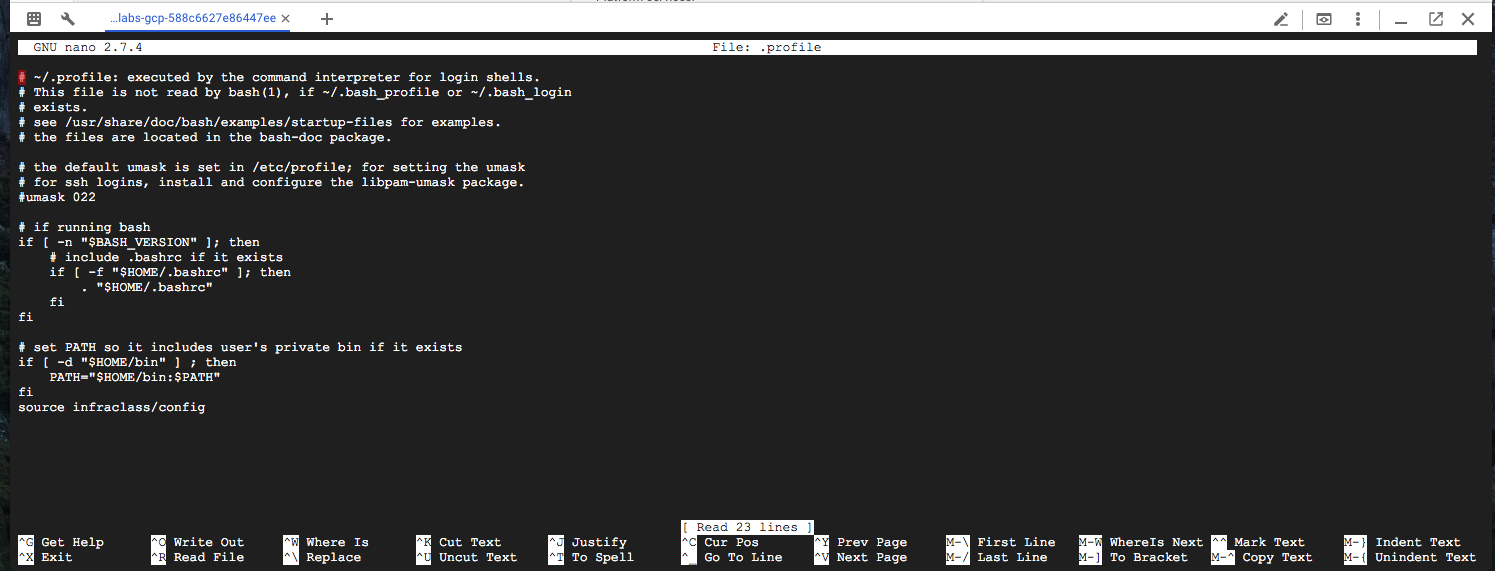 ...labs-gcp-588c6627e86447ee
GNU nano 2.7.4 File: .profile
# ~/.profile: executed by the command interpreter for login shells.
# This file is not read by bash(1), if ~/.bash_profile or ~/.bash_login
# exists.
# see /usr/share/doc/bash/examples/startup-files for examples.
# the files are located in the bash-doc package.
# the default umask is set in /etc/profile; for setting the umask
# for ssh logins, install and configure the libpam-umask package.
#umask 022
# if running bash
if [ -n "$BASH_VERSION" ]; then
    # include .bashrc if it exists
    if [ -f "$HOME/.bashrc" ]; then
        . "$HOME/.bashrc"
    fi
fi
# set PATH so it includes user's private bin if it exists
if [ -d "$HOME/bin" ] ; then
    PATH="$HOME/bin:$PATH"
fi
source infraclass/config
[ Read 23 lines ]
^G Get Help ^O Write Out ^W Where Is ^K Cut Text ^J Justify ^C Cur Pos ^Y Prev Page M-\ First Line M-W WhereIs Next ^^ Mark Text M-} Indent Text
^X Exit ^R Read File ^\ Replace ^U Uncut Text ^T To Spell ^_ Go To Line ^V Next Page M-/ Last Line M-] To Bracket M-^ Copy Text M-{ Unindent Text